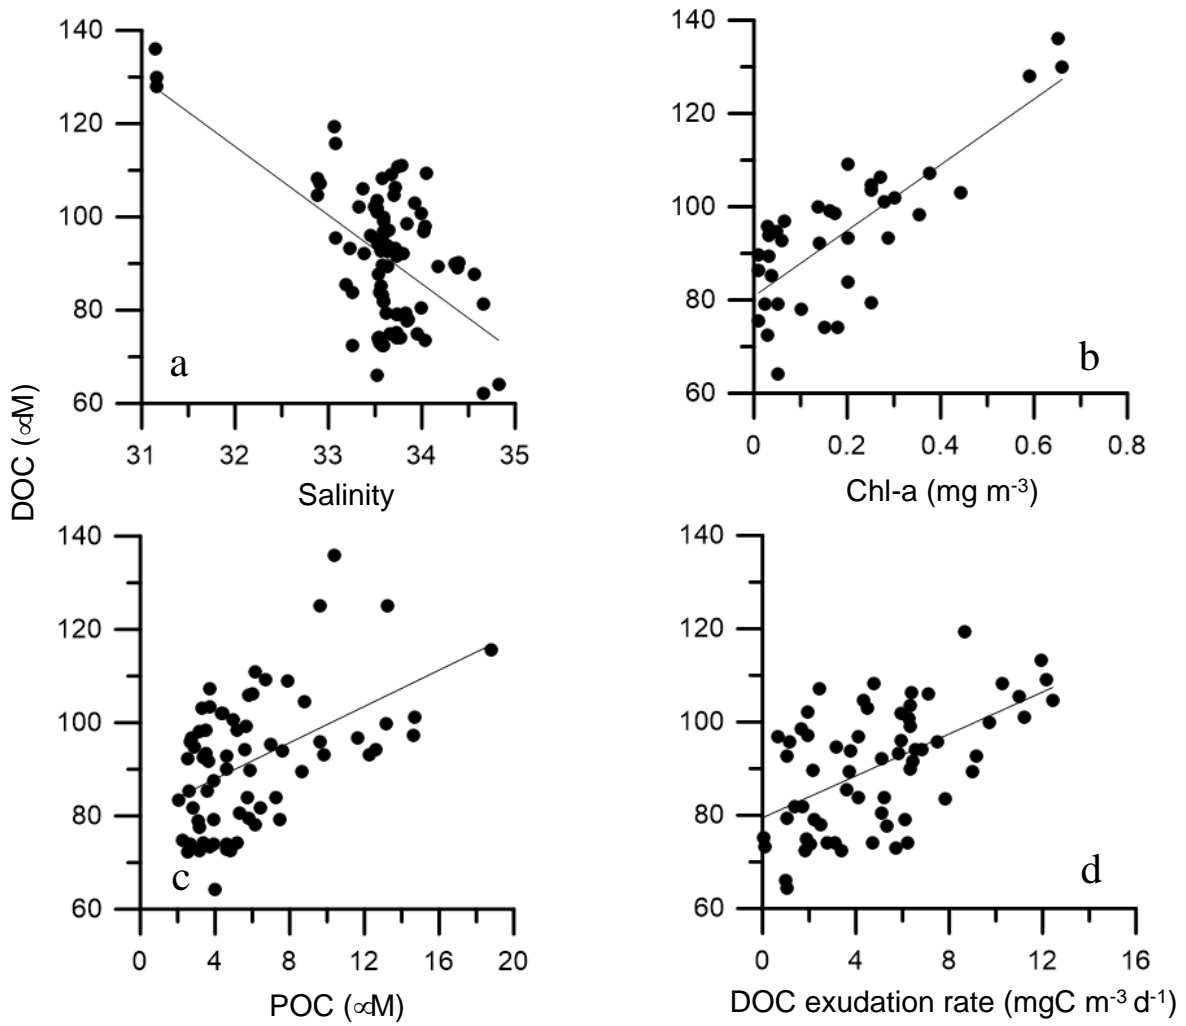 140
120
100
80
60
a
31 32 33 34 35
Salinity
140
120
100
80
60
b
0 0.2 0.4 0.6 0.8
Chl-a (mg m-3)
DOC (∝M)
140
120
100
80
60
c
0 4 8 12 16 20
POC (∝M)
140
120
100
80
60
d
0 4 8 12 16
DOC exudation rate (mgC m-3 d-1)